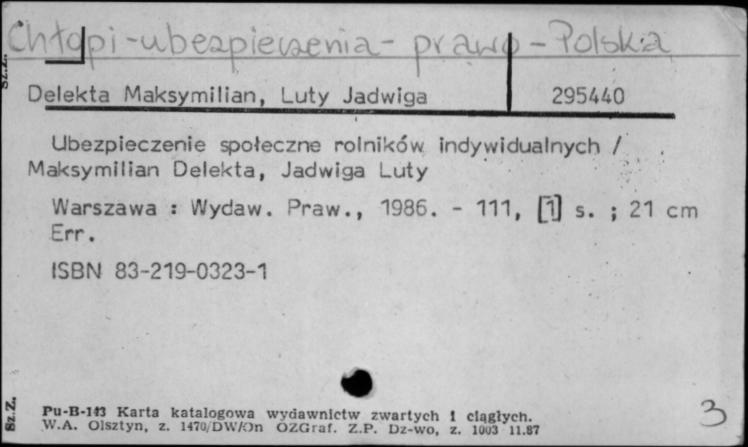 Chłopi-ubezpieczenia-prawo-Polska
Sz.Z.
Delekta Maksymilian, Luty Jadwiga 295440
Ubezpieczenie społeczne rolników indywidualnych /
Maksymilian Delekta, Jadwiga Luty
Warszawa : Wydaw. Praw., 1986. - 111, [1] s. ; 21 cm
Err.
ISBN 83-219-0323-1
Sz.Z.
Pu-B-143 Karta katalogowa wydawnictw zwartych i ciągłych.
W.A. Olsztyn, z. 1470/DW/On OZGraf. Z.P. Dz-wo, z. 1003 11.87
3